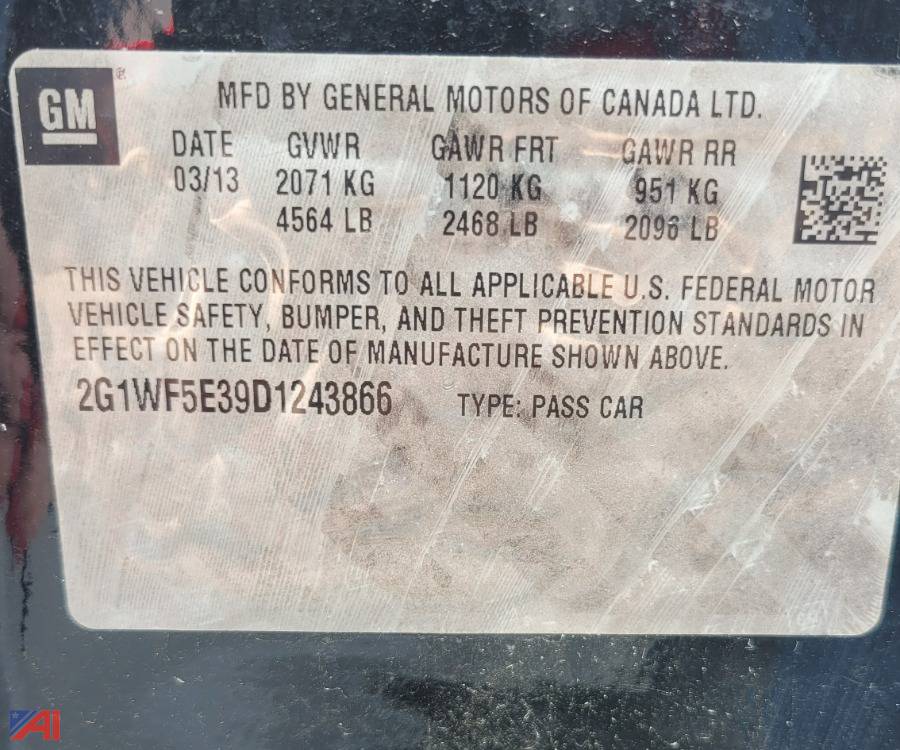 GM
®
MFD BY GENERAL MOTORS OF CANADA LTD.
DATE GVWR GAWR FRT GAWR RR
03/13 2071 KG 1120 KG 951 KG
4564 LB 2468 LB 2096 LB
THIS VEHICLE CONFORMS TO ALL APPLICABLE U.S. FEDERAL MOTOR
VEHICLE SAFETY, BUMPER, AND THEFT PREVENTION STANDARDS IN
EFFECT ON THE DATE OF MANUFACTURE SHOWN ABOVE.
2G1WF5E39D1243866 TYPE: PASS CAR
AI